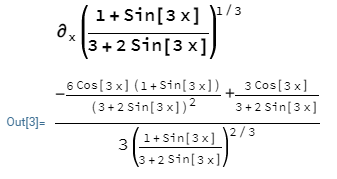 ∂ₓ ((1+Sin[3 x])/(3+2 Sin[3 x]))^1/3
Out[3]= (-(6 Cos[3 x] (1+Sin[3 x]))/(3+2 Sin[3 x])^2 + (3 Cos[3 x])/(3+2 Sin[3 x]))/(3 ((1+Sin[3 x])/(3+2 Sin[3 x]))^2/3)